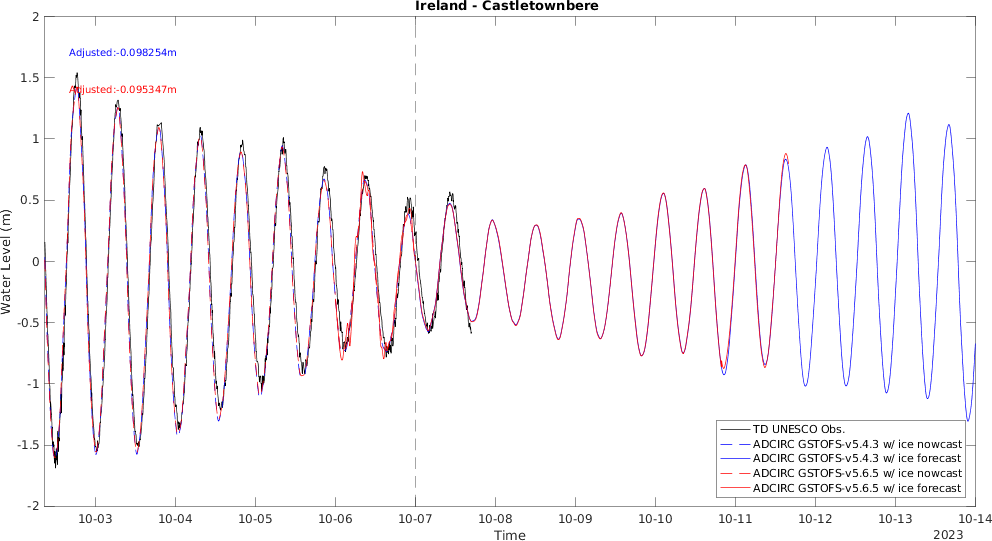 Ireland - Castletownbere
2
1.5
1
0.5
0
-0.5
-1
-1.5
-2
Water Level (m)
Adjusted:-0.098254m
Adjusted:-0.095347m
TD UNESCO Obs.
ADCIRC GSTOFS-v5.4.3 w/ ice nowcast
ADCIRC GSTOFS-v5.4.3 w/ ice forecast
ADCIRC GSTOFS-v5.6.5 w/ ice nowcast
ADCIRC GSTOFS-v5.6.5 w/ ice forecast
10-03 10-04 10-05 10-06 10-07 10-08 10-09 10-10 10-11 10-12 10-13 10-14
Time
2023